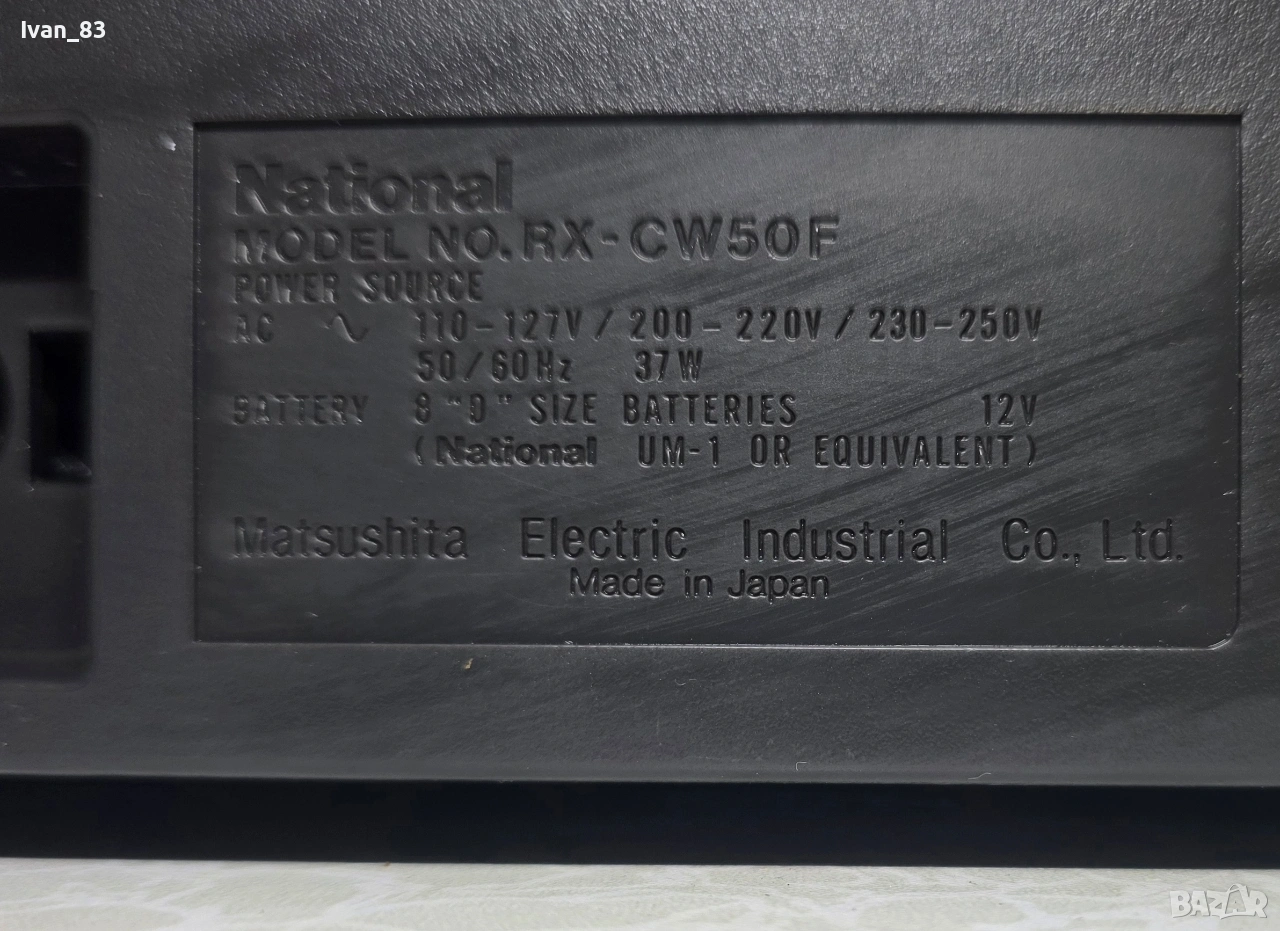 Ivan_83
National
MODEL NO. RX-CW50F
POWER SOURCE
AC ∿ 110-127V/200-220V/230-250V
50/60Hz 37W
BATTERY 8 "D" SIZE BATTERIES 12V
(National UM-1 OR EQUIVALENT)
Matsushita Electric Industrial Co., Ltd.
Made in Japan
BAZAR